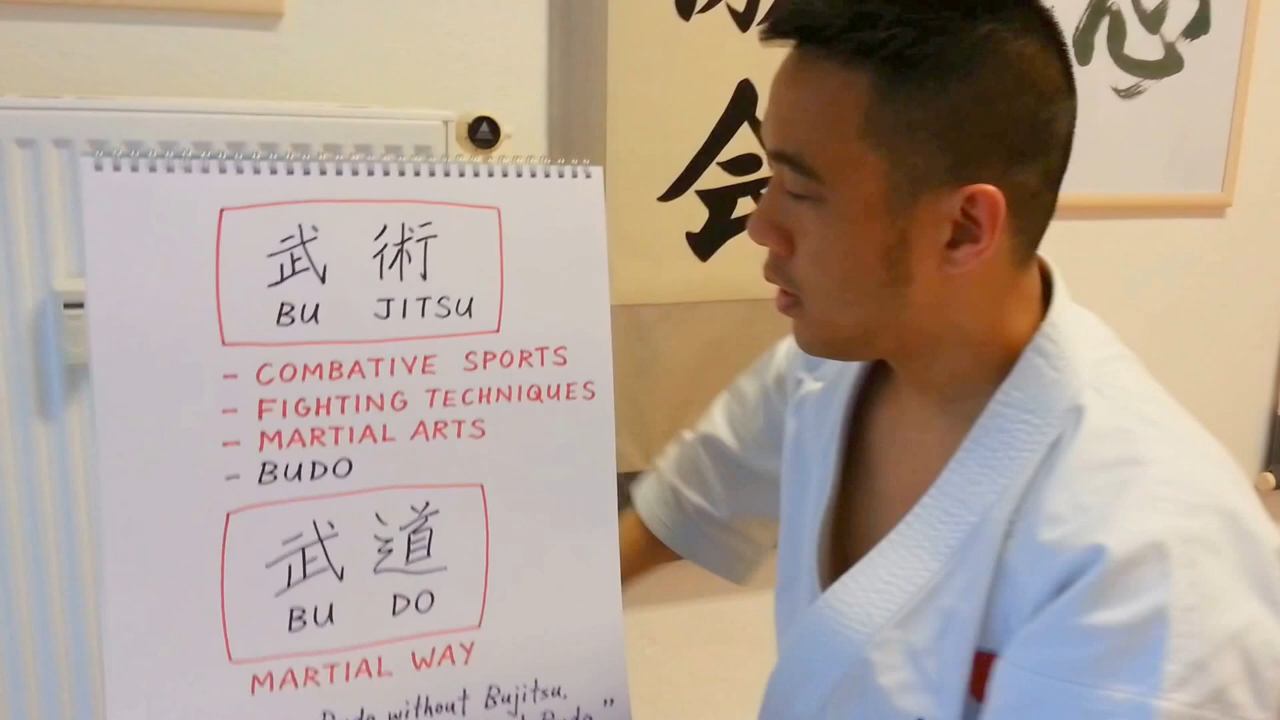 武 術
BU JITSU
- COMBATIVE SPORTS
- FIGHTING TECHNIQUES
- MARTIAL ARTS
- BUDO
武 道
BU DO
MARTIAL WAY
without Bujitsu.
Budo"
会